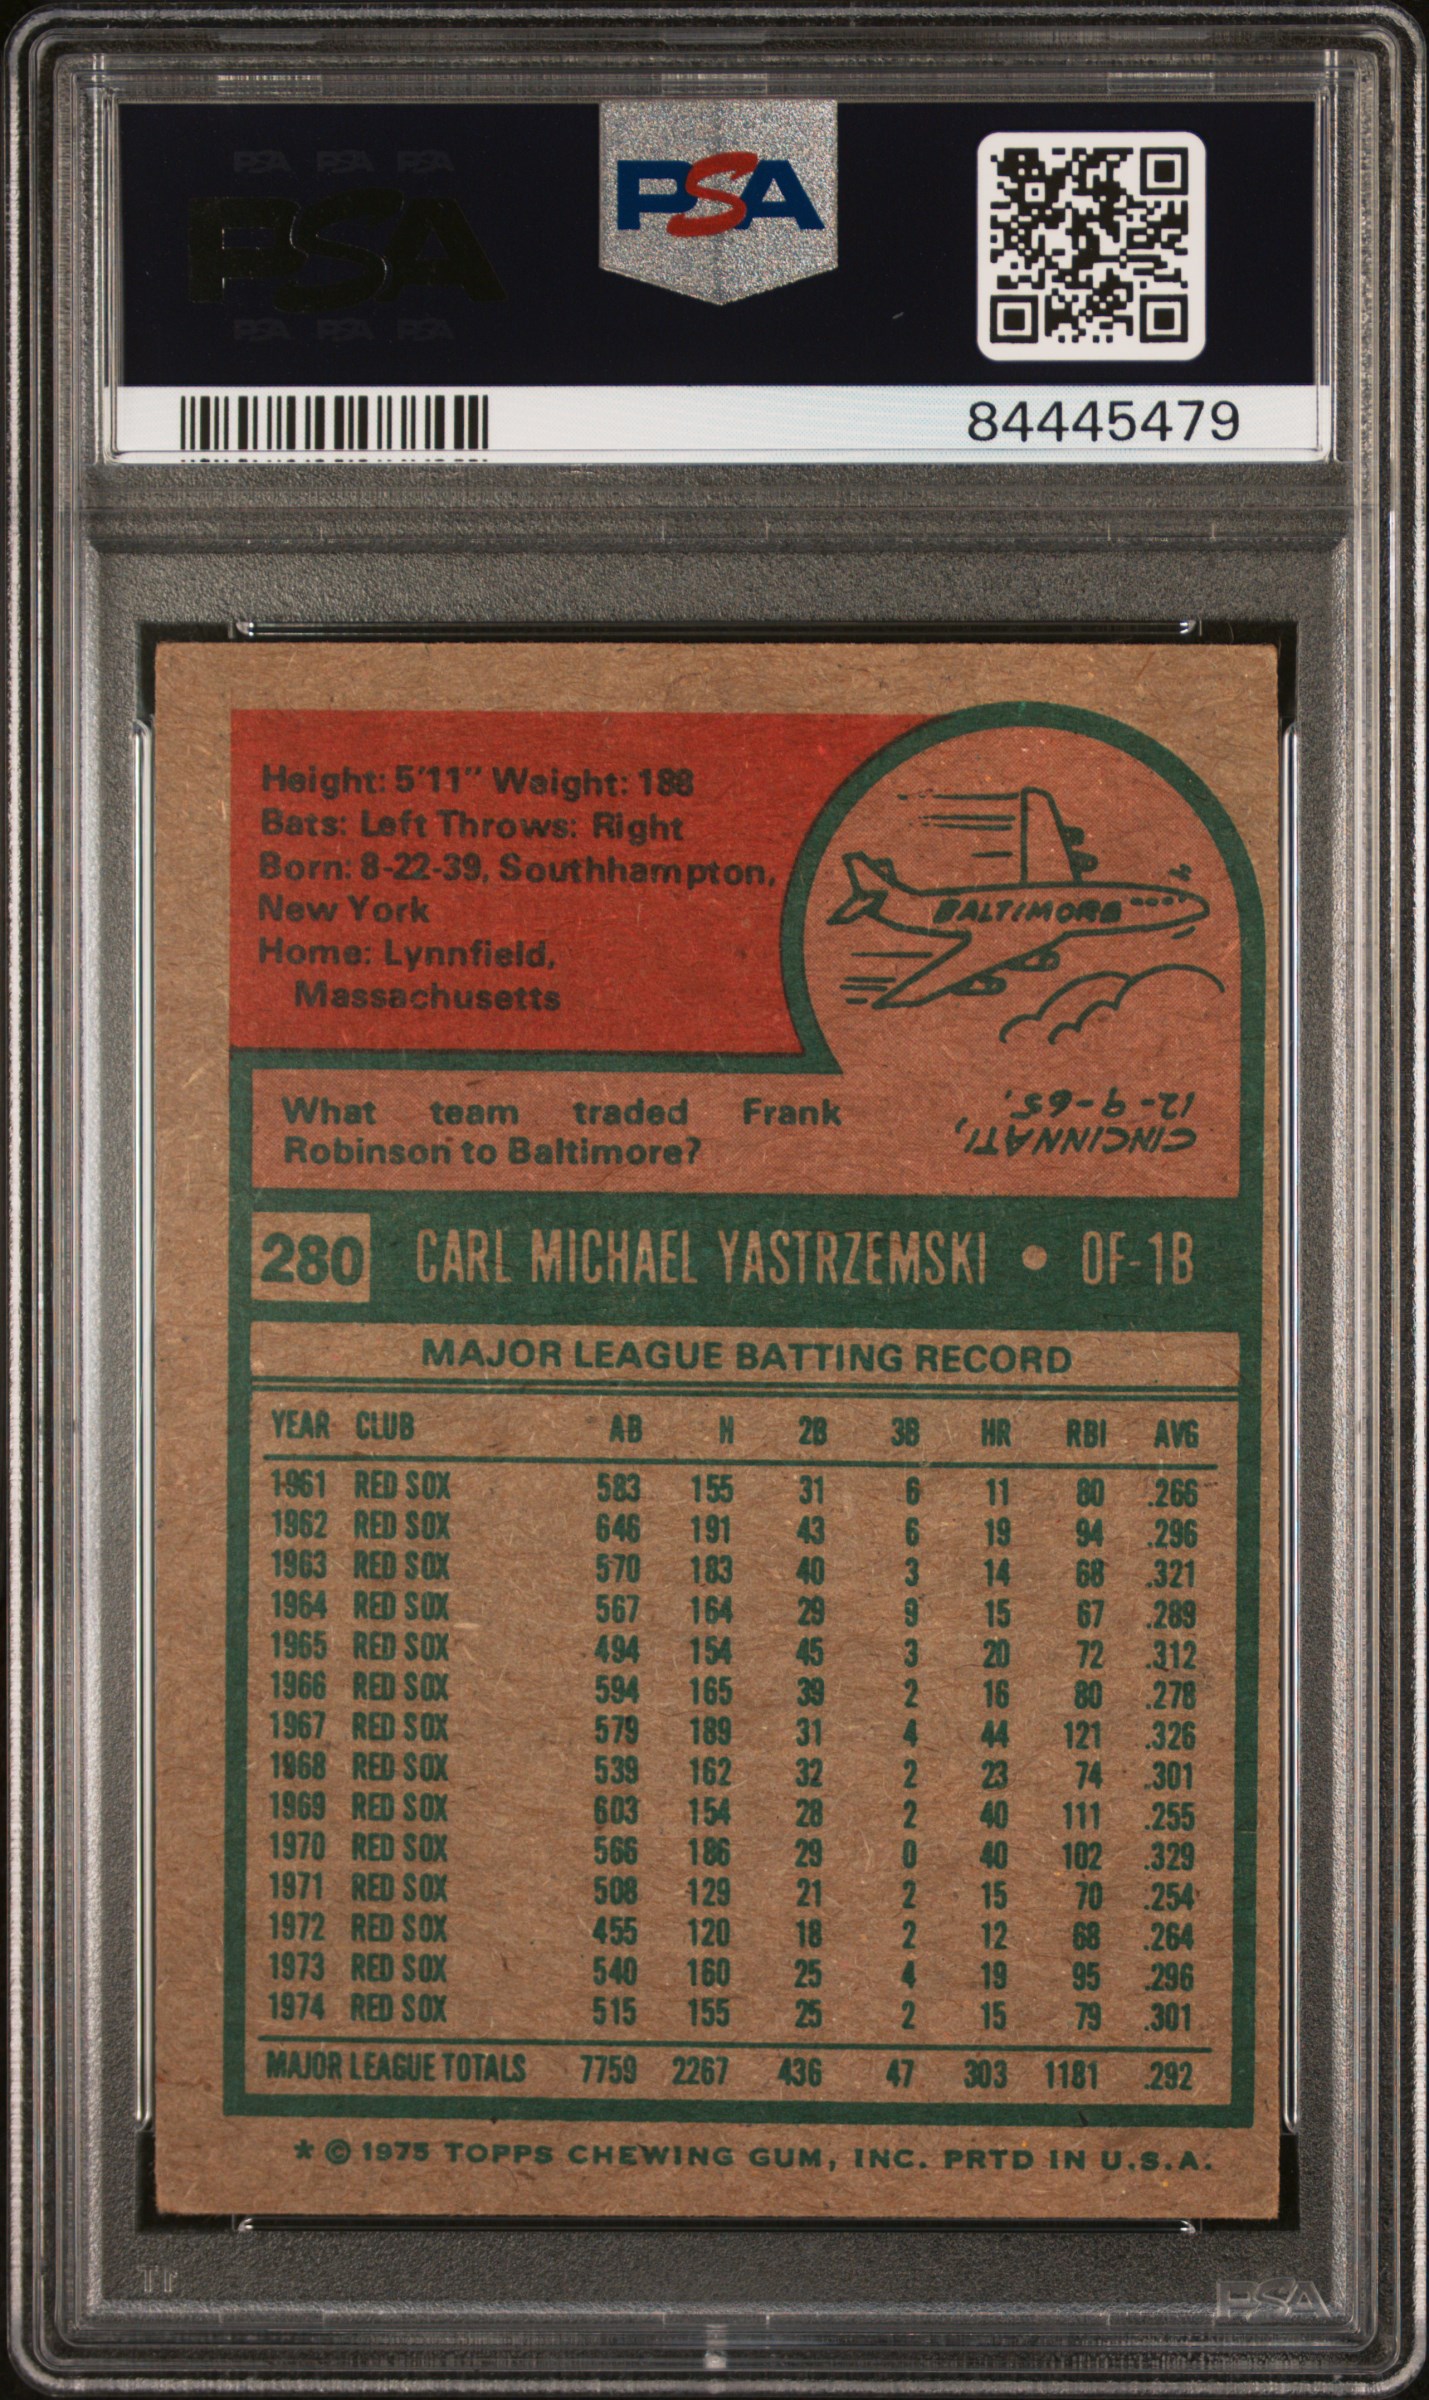 PSA PSA PSA
PSA
PSA PSA PSA
PSA
84445479
Height: 5'11" Weight: 188
Bats: Left Throws: Right
Born: 8-22-39, Southhampton,
New York
Home: Lynnfield,
Massachusetts
BALTIMORE
What team traded Frank
Robinson to Baltimore?
CINCINNATI,
12-9-65.
280 CARL MICHAEL YASTRZEMSKI • OF-1B
MAJOR LEAGUE BATTING RECORD
YEAR CLUB AB H 2B 3B HR RBI AVG
1961 RED SOX 583 155 31 6 11 80 .266
1962 RED SOX 646 191 43 6 19 94 .296
1963 RED SOX 570 183 40 3 14 68 .321
1964 RED SOX 567 164 29 9 15 67 .289
1965 RED SOX 494 154 45 3 20 72 .312
1966 RED SOX 594 165 39 2 16 80 .278
1967 RED SOX 579 189 31 4 44 121 .326
1968 RED SOX 539 162 32 2 23 74 .301
1969 RED SOX 603 154 28 2 40 111 .255
1970 RED SOX 566 186 29 0 40 102 .329
1971 RED SOX 508 129 21 2 15 70 .254
1972 RED SOX 455 120 18 2 12 68 .264
1973 RED SOX 540 160 25 4 19 95 .296
1974 RED SOX 515 155 25 2 15 79 .301
MAJOR LEAGUE TOTALS 7759 2267 436 47 303 1181 .292
* © 1975 TOPPS CHEWING GUM, INC. PRTD IN U.S.A.
PSA